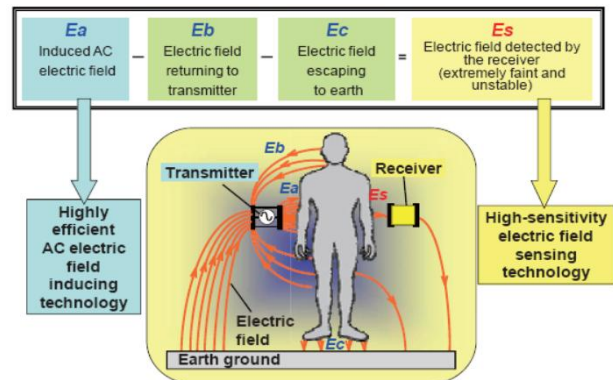 Ea
Induced AC
electric field
–
Eb
Electric field
returning to
transmitter
–
Ec
Electric field
escaping
to earth
=
Es
Electric field detected by
the receiver
(extremely faint and
unstable)
Highly
efficient
AC electric
field
inducing
technology
Eb
Transmitter
Ea
Es
Receiver
Electric
field
Ec
Earth ground
High-sensitivity
electric field
sensing
technology